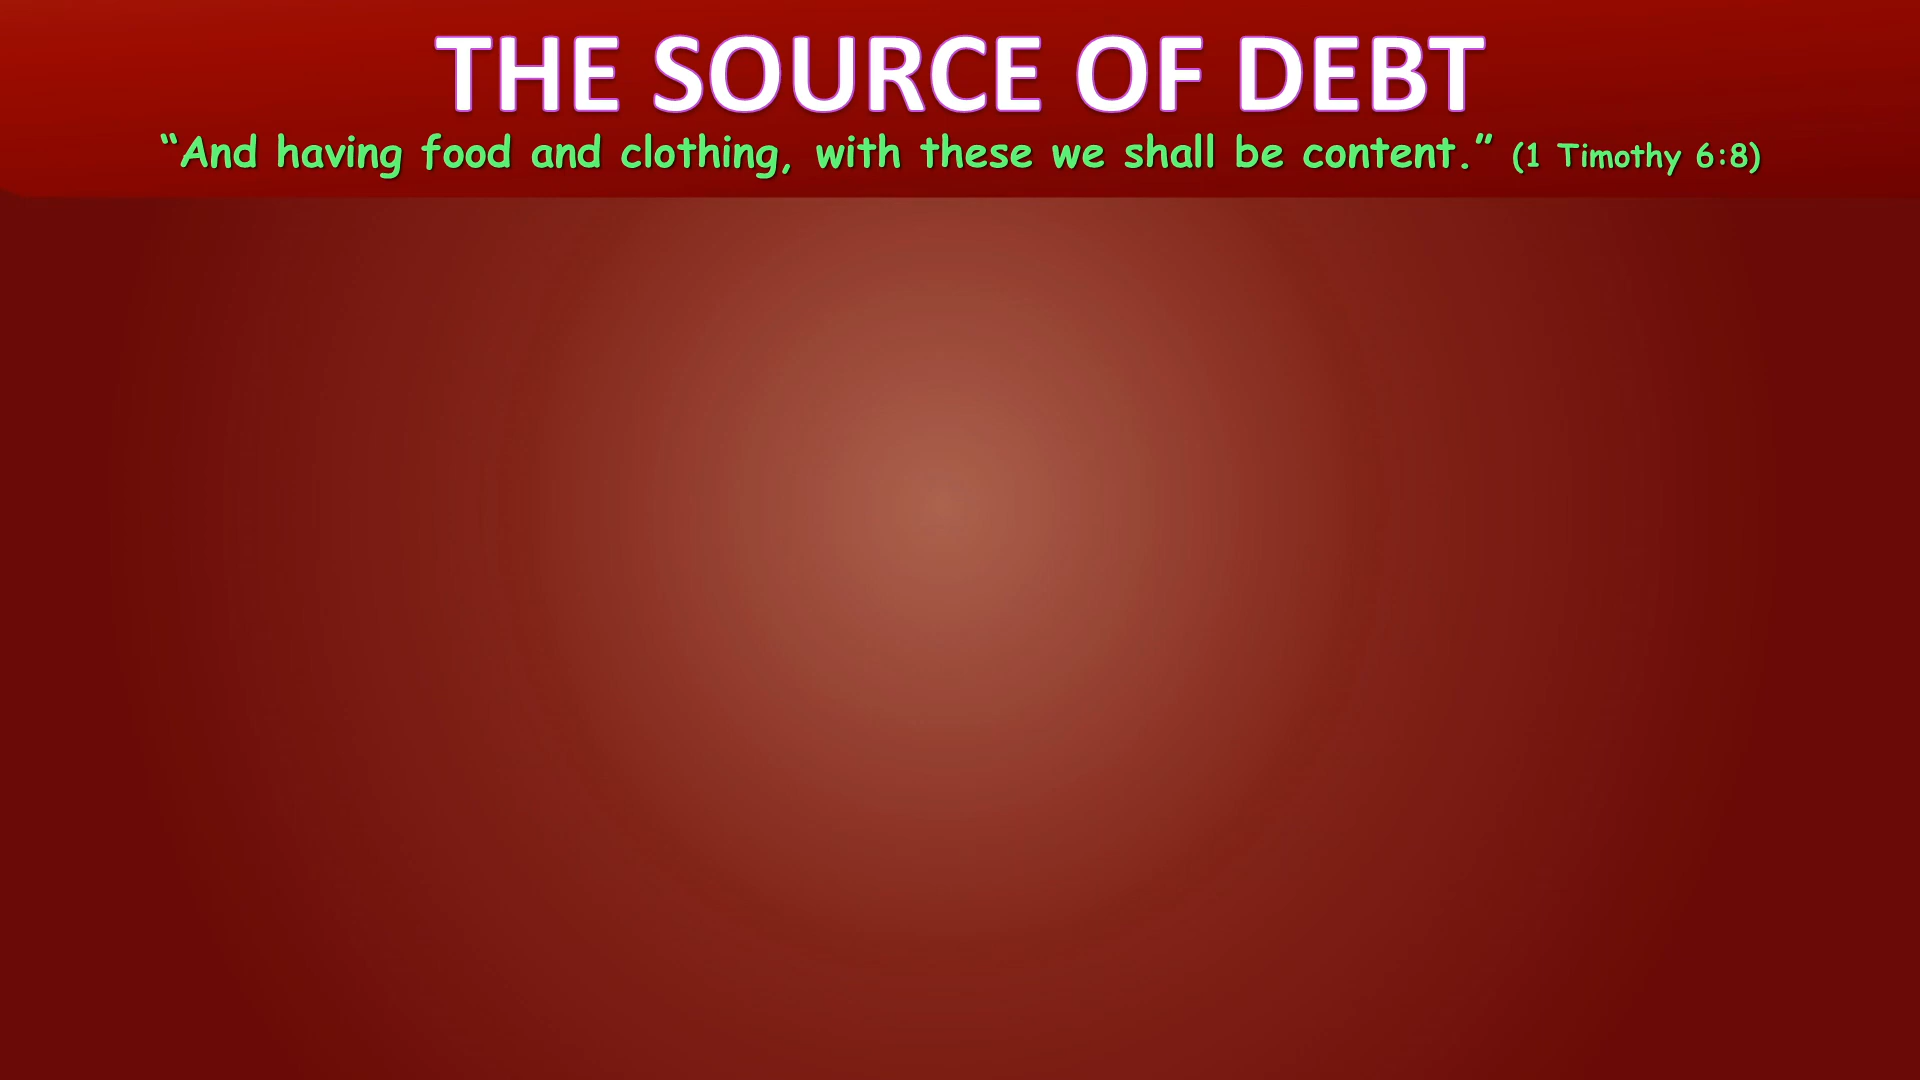 THE SOURCE OF DEBT
“And having food and clothing, with these we shall be content.” (1 Timothy 6:8)